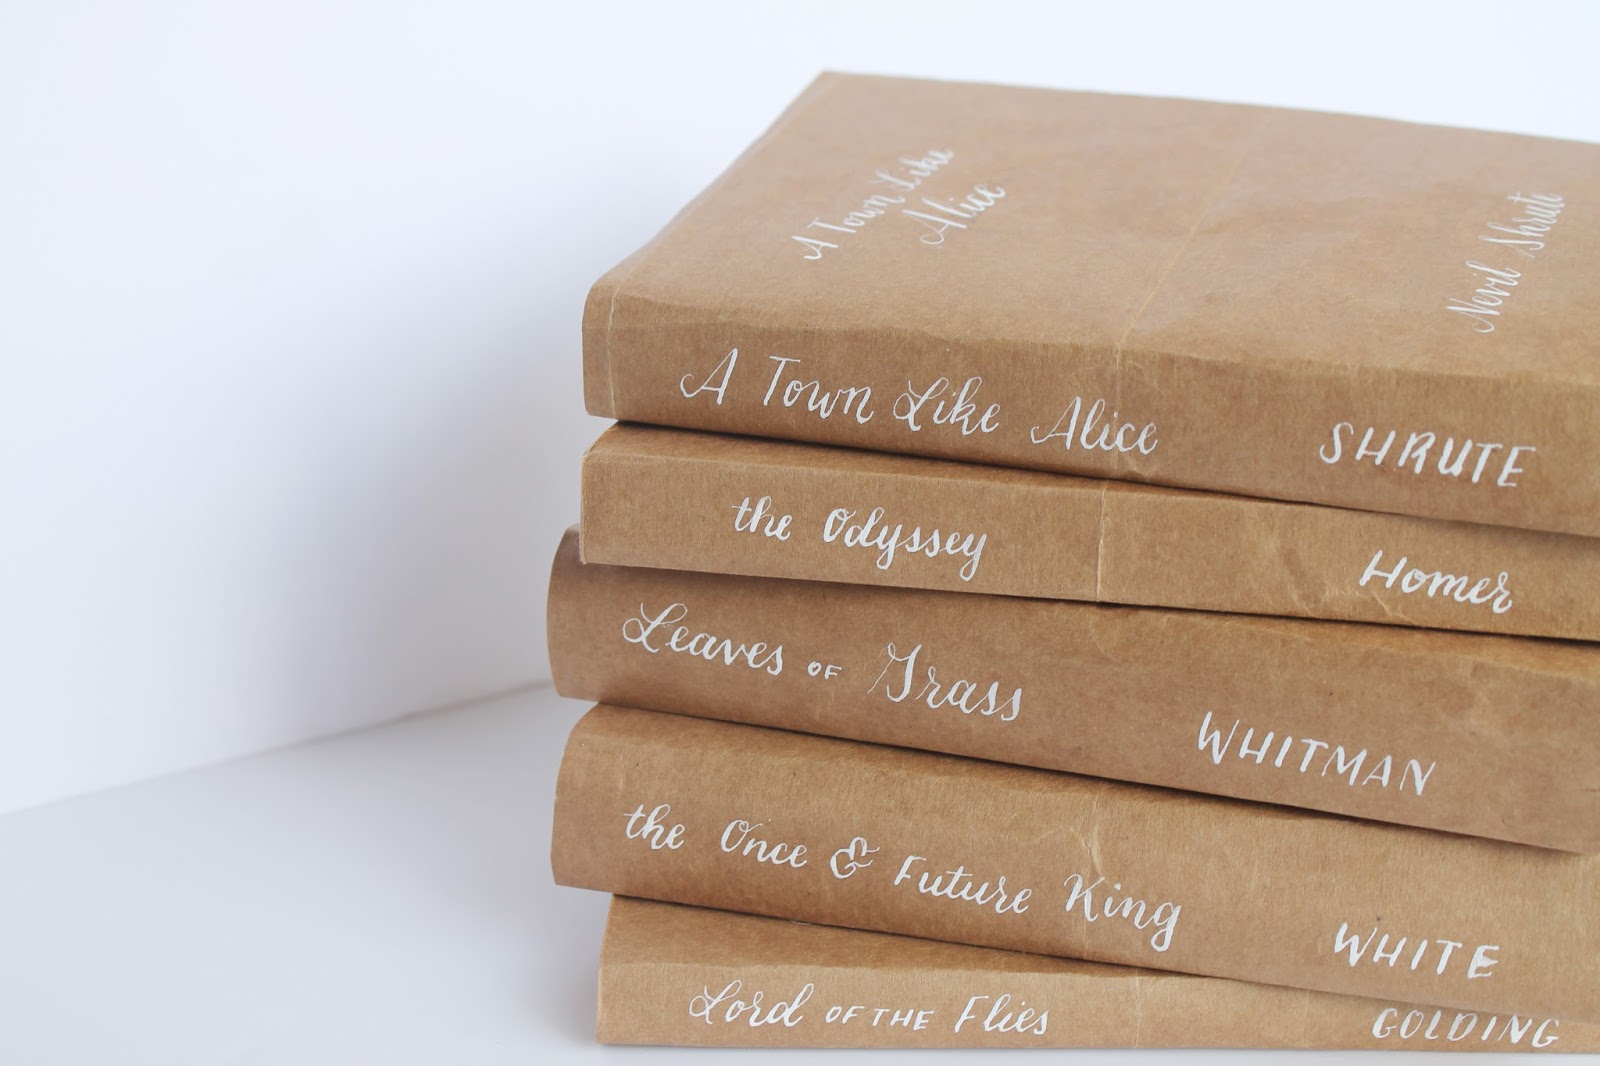 A Town Like
Alice
Nevil Shrute
A Town Like Alice SHRUTE
the Odyssey Homer
Leaves OF Grass WHITMAN
the Once & Future King WHITE
Lord OF THE Flies GOLDING